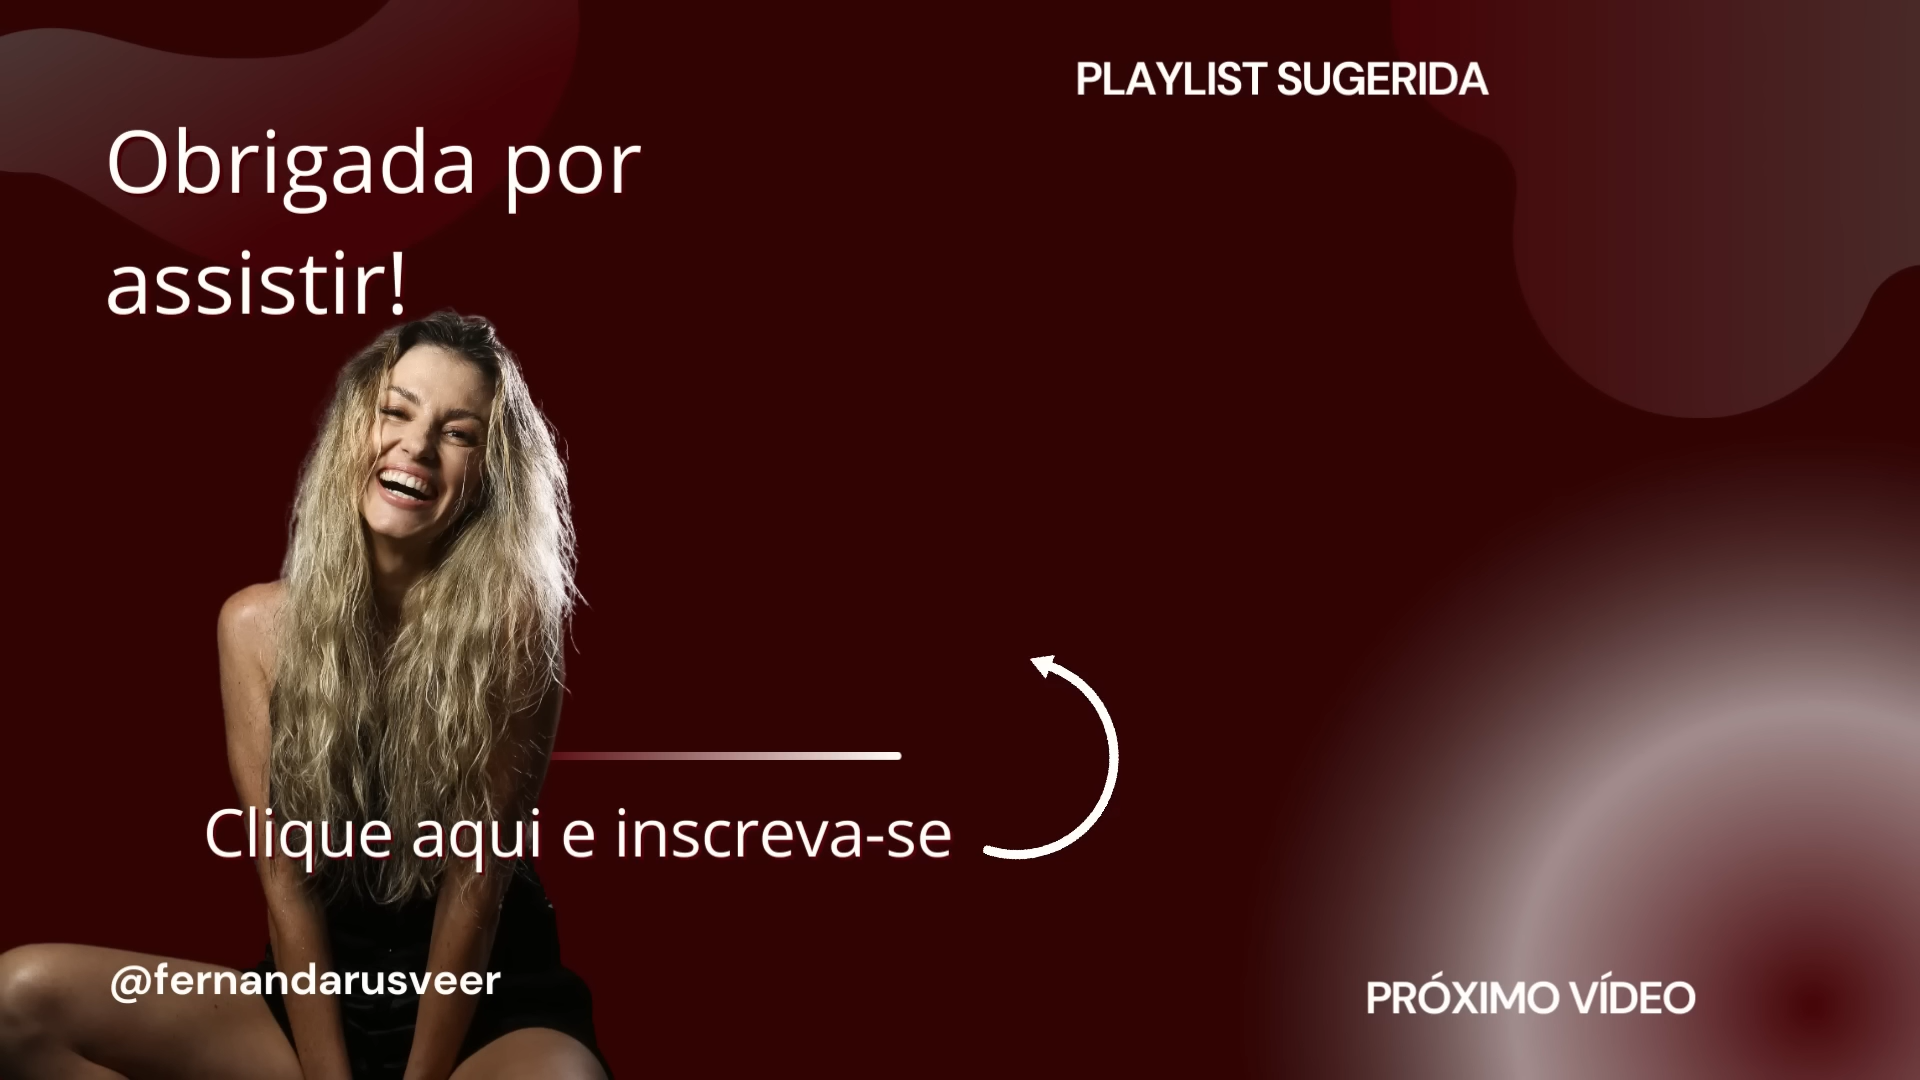 PLAYLIST SUGERIDA
Obrigada por
assistir!
Clique aqui e inscreva-se
@fernandarusveer
PRÓXIMO VÍDEO